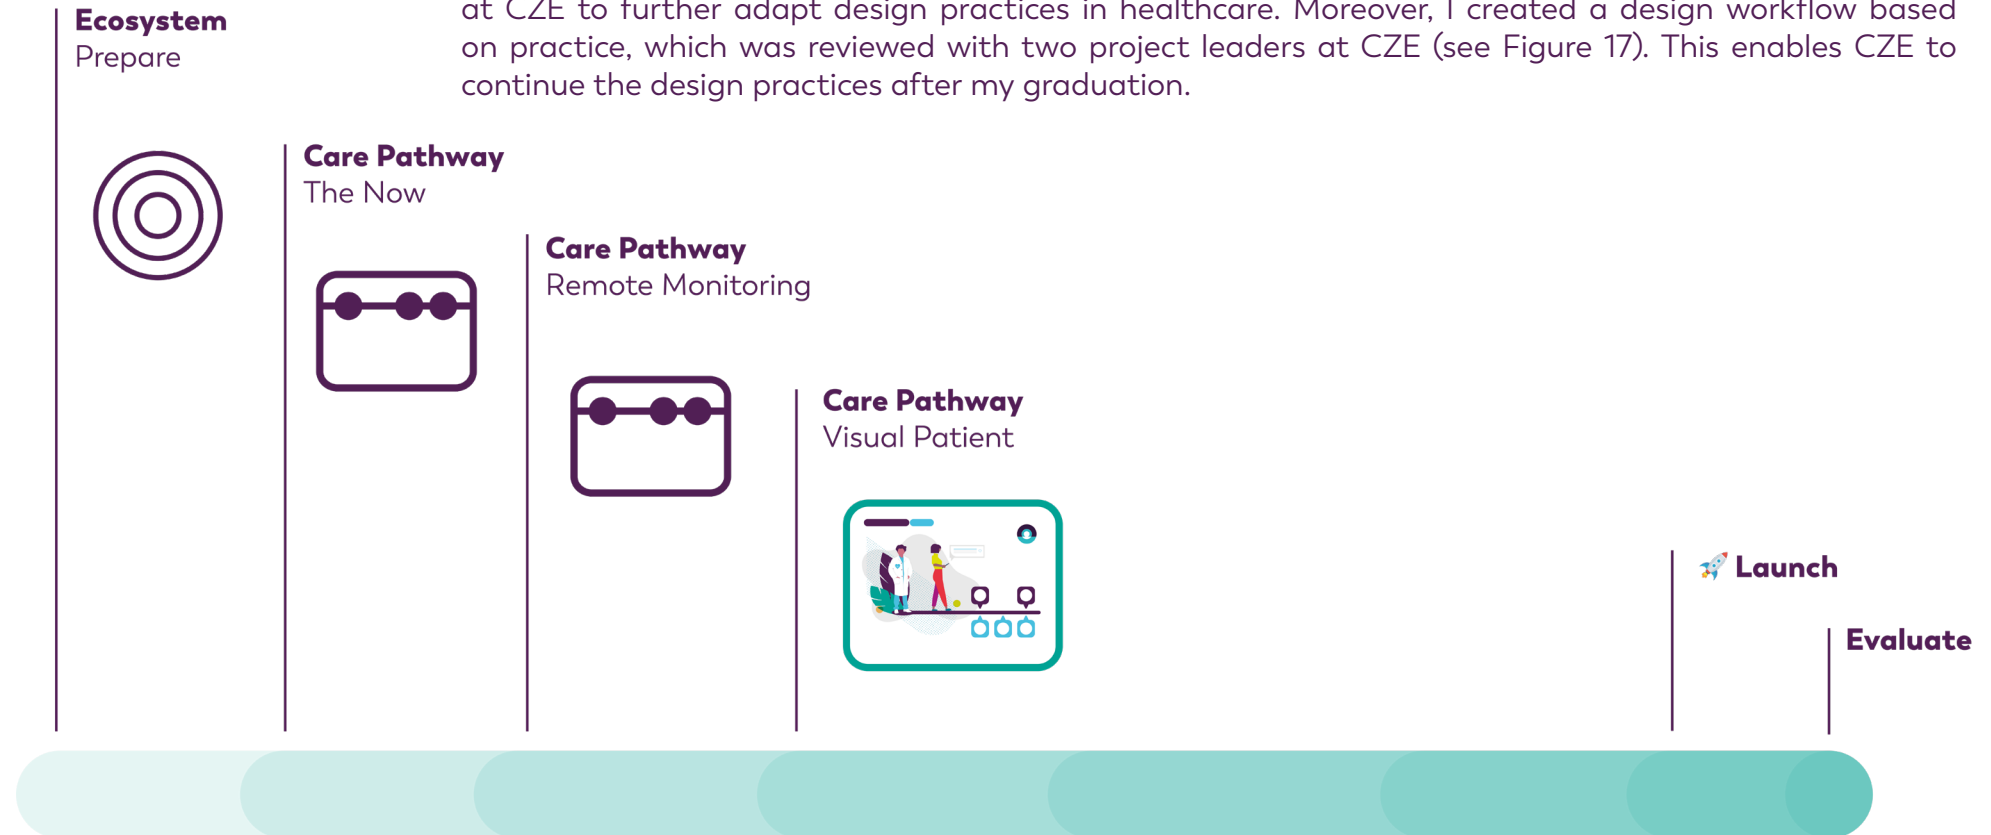 at CZE to further adapt design practices in healthcare. Moreover, I created a design workflow based
on practice, which was reviewed with two project leaders at CZE (see Figure 17). This enables CZE to
continue the design practices after my graduation.
Ecosystem
Prepare
Care Pathway
The Now
Care Pathway
Remote Monitoring
Care Pathway
Visual Patient
🚀 Launch
Evaluate